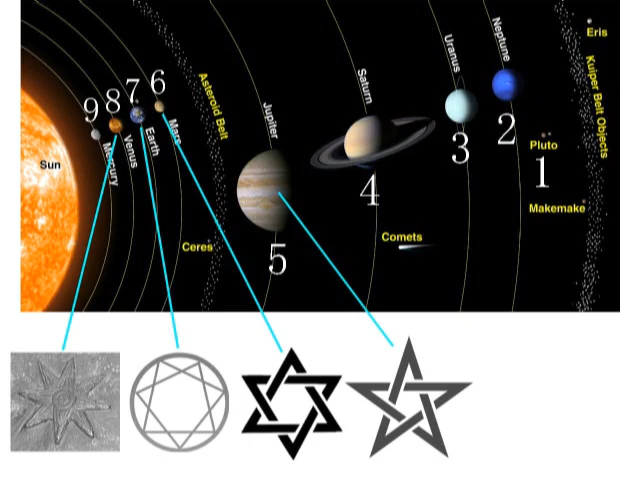 Sun
9
Mercury
8
Venus
7
Earth
6
Mars
Asteroid Belt
Ceres
Jupiter
5
Saturn
4
Comets
Uranus
3
Neptune
2
Pluto
1
Makemake
Eris
Kuiper Belt Objects